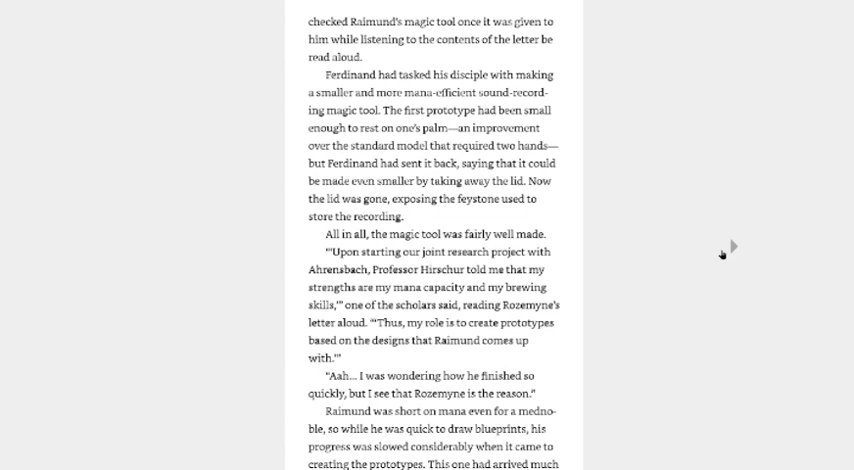 checked Raimund's magic tool once it was given to
him while listening to the contents of the letter be
read aloud.
Ferdinand had tasked his disciple with making
a smaller and more mana-efficient sound-record-
ing magic tool. The first prototype had been small
enough to rest on one's palm—an improvement
over the standard model that required two hands—
but Ferdinand had sent it back, saying that it could
be made even smaller by taking away the lid. Now
the lid was gone, exposing the feystone used to
store the recording.
All in all, the magic tool was fairly well made.
“‘Upon starting our joint research project with
Ahrensbach, Professor Hirschur told me that my
strengths are my mana capacity and my brewing
skills,’” one of the scholars said, reading Rozemyne's
letter aloud. “‘Thus, my role is to create prototypes
based on the designs that Raimund comes up
with.’”
“Aah... I was wondering how he finished so
quickly, but I see that Rozemyne is the reason.”
Raimund was short on mana even for a medno-
ble, so while he was quick to draw blueprints, his
progress was slowed considerably when it came to
creating the prototypes. This one had arrived much